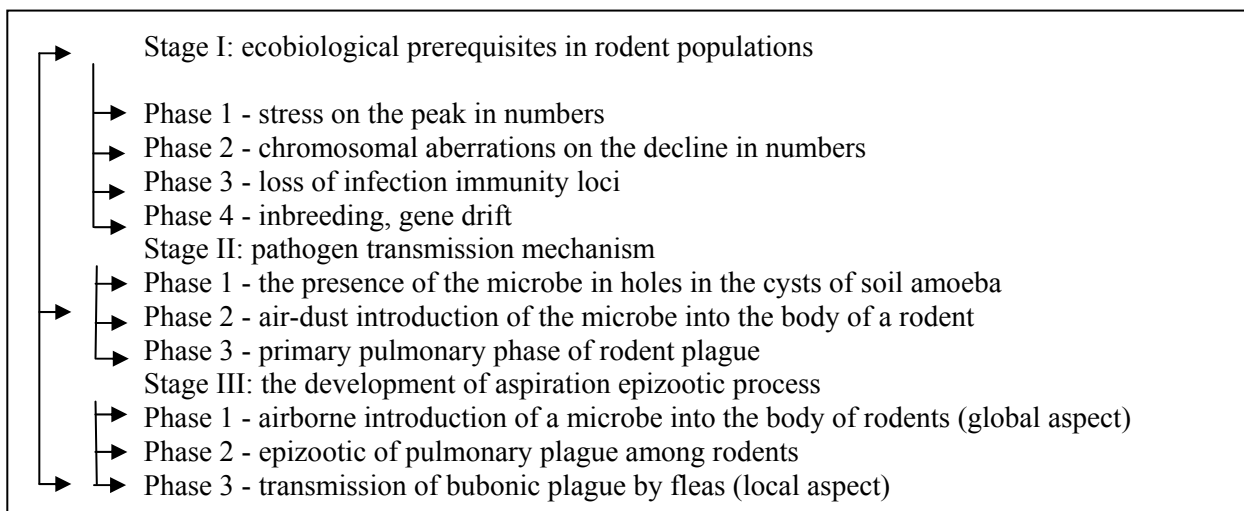 Stage I: ecobiological prerequisites in rodent populations
Phase 1 - stress on the peak in numbers
Phase 2 - chromosomal aberrations on the decline in numbers
Phase 3 - loss of infection immunity loci
Phase 4 - inbreeding, gene drift
Stage II: pathogen transmission mechanism
Phase 1 - the presence of the microbe in holes in the cysts of soil amoeba
Phase 2 - air-dust introduction of the microbe into the body of a rodent
Phase 3 - primary pulmonary phase of rodent plague
Stage III: the development of aspiration epizootic process
Phase 1 - airborne introduction of a microbe into the body of rodents (global aspect)
Phase 2 - epizootic of pulmonary plague among rodents
Phase 3 - transmission of bubonic plague by fleas (local aspect)